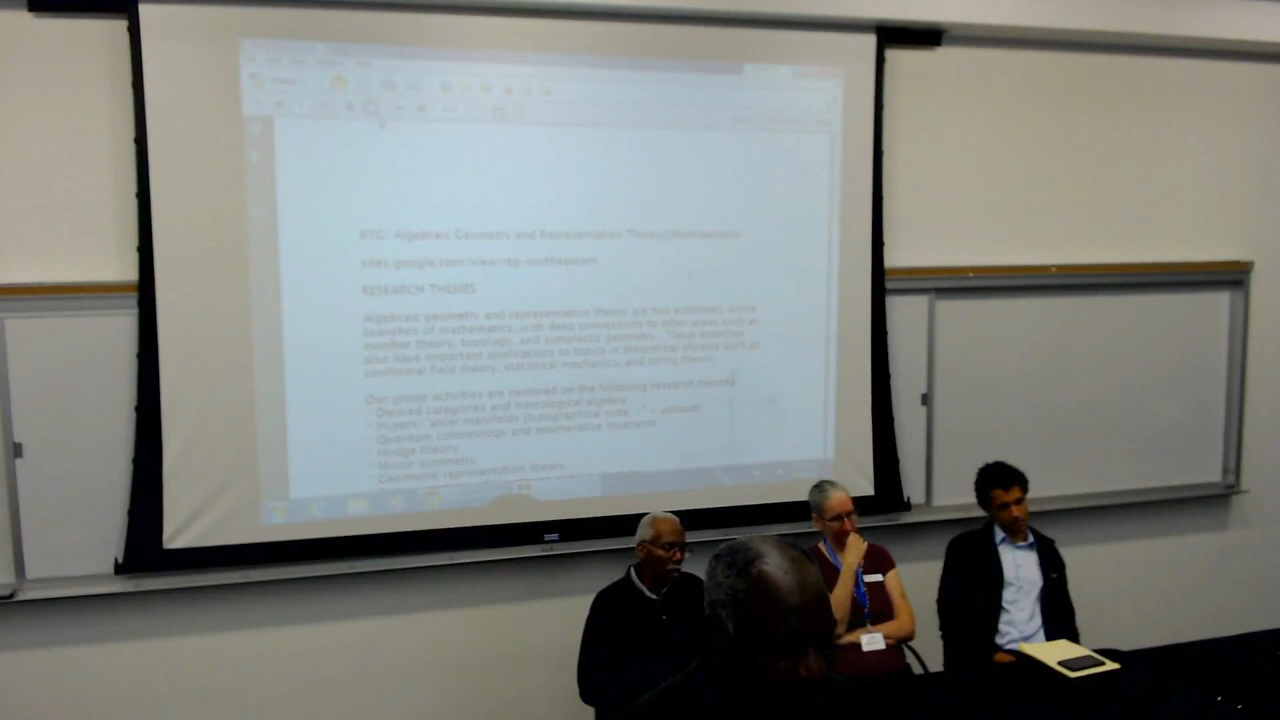 RTG: Algebraic Geometry and Representation Theory@Northeastern
sites.google.com/view/rtg-northeastern
RESEARCH THEMES
Algebraic geometry and representation theory are two extremely active
branches of mathematics, with deep connections to other areas such as
number theory, topology, and symplectic geometry. These branches
also have important applications to topics in theoretical physics such as
conformal field theory, statistical mechanics, and string theory.
Our group activities are centered on the following research themes
- Derived categories and homological algebra
manifolds (typographical note
- Quantum cohomology and enumerative invariants
- Hodge theory
- Mirror symmetry
- Geometric representation theory